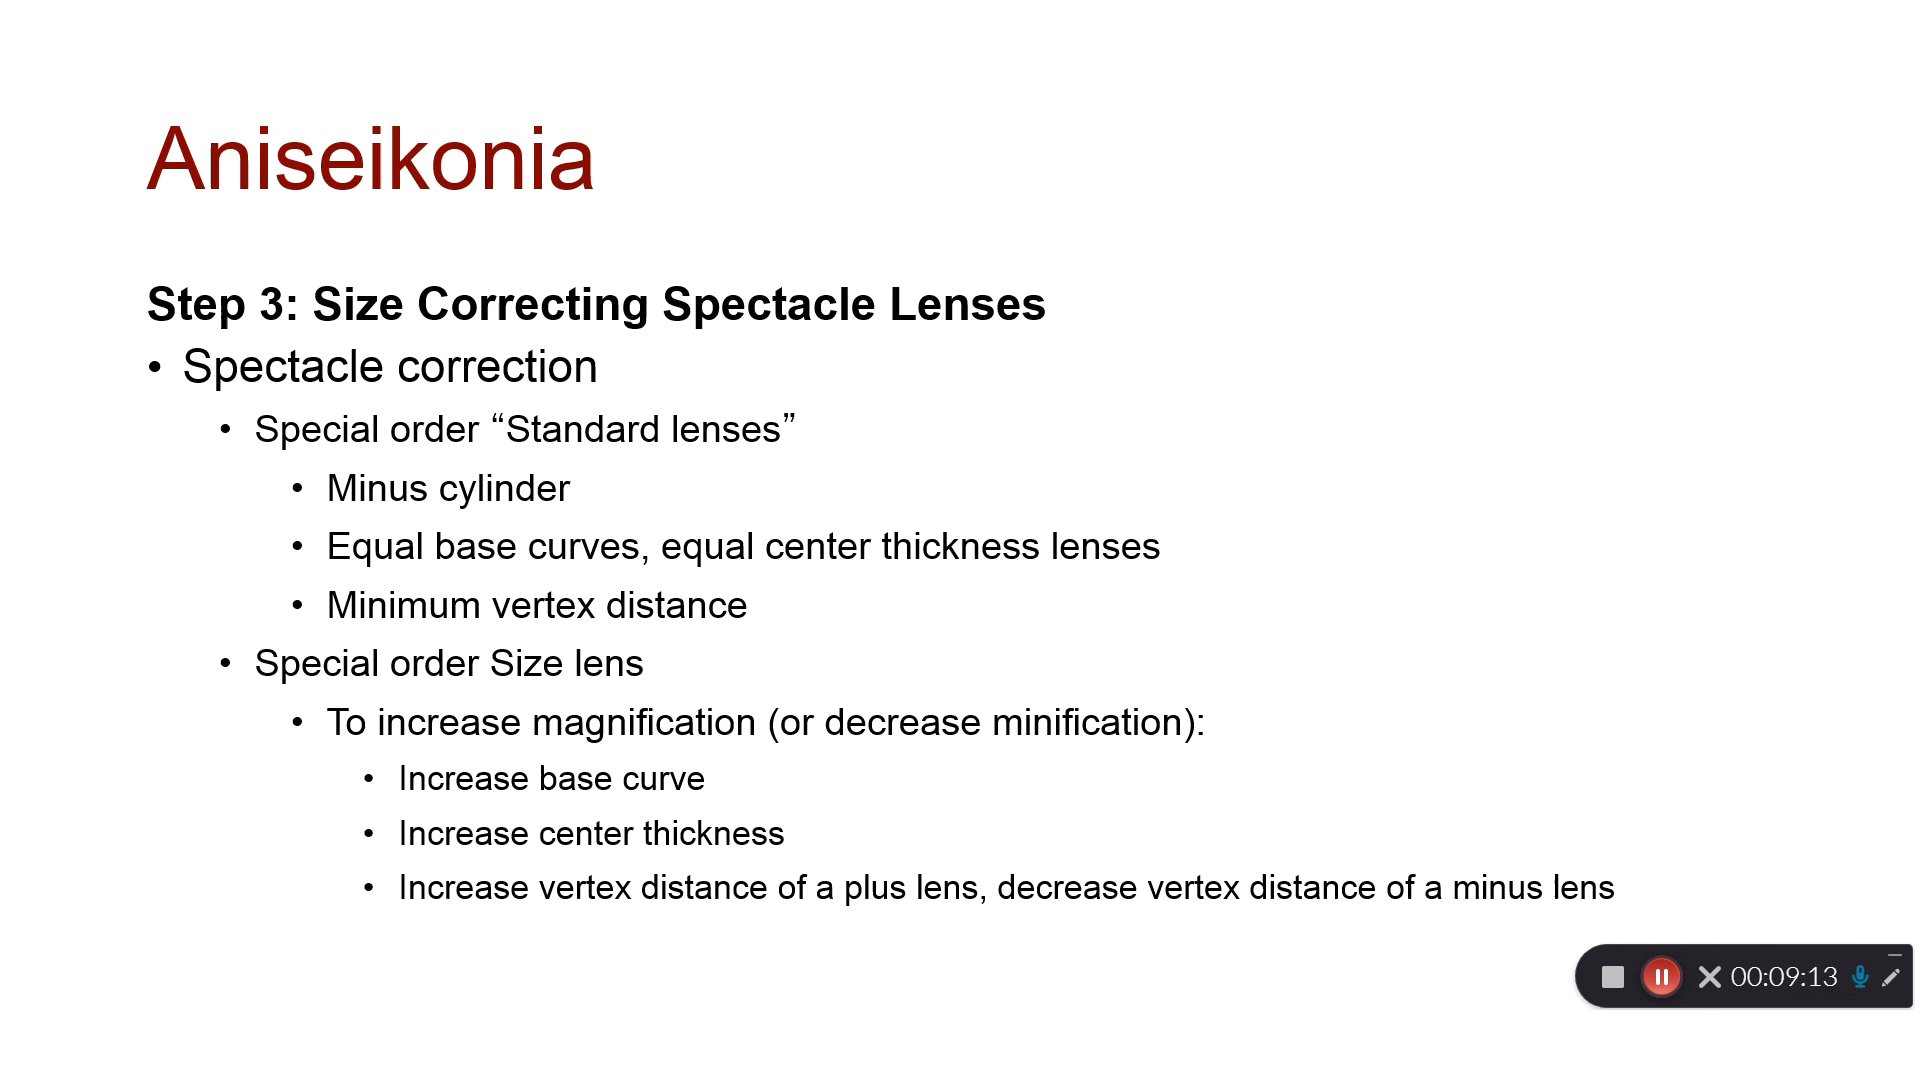 Aniseikonia
Step 3: Size Correcting Spectacle Lenses
• Spectacle correction
• Special order “Standard lenses”
• Minus cylinder
• Equal base curves, equal center thickness lenses
• Minimum vertex distance
• Special order Size lens
• To increase magnification (or decrease minification):
• Increase base curve
• Increase center thickness
• Increase vertex distance of a plus lens, decrease vertex distance of a minus lens
00:09:13